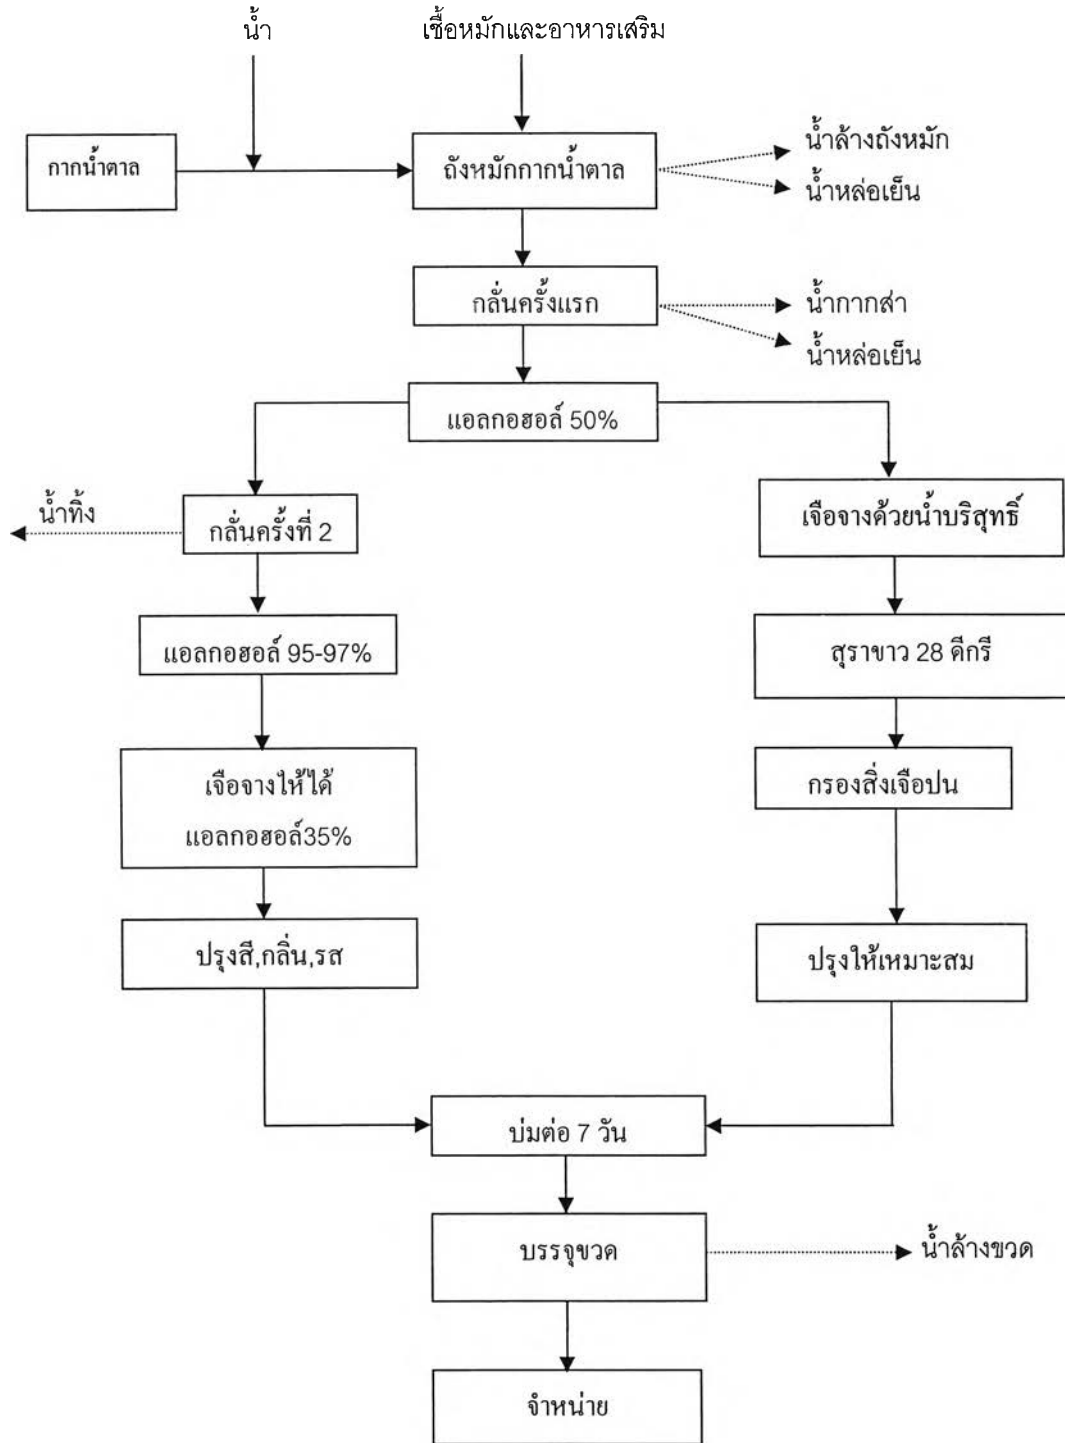 น้ำ
เชื้อหมักและอาหารเสริม
กากน้ำตาล
ถังหมักกากน้ำตาล
น้ำล้างถังหมัก
น้ำหล่อเย็น
กลั่นครั้งแรก
น้ำกากส่า
น้ำหล่อเย็น
แอลกอฮอล์ 50%
น้ำทิ้ง
กลั่นครั้งที่ 2
เจือจางด้วยน้ำบริสุทธิ์
แอลกอฮอล์ 95-97%
สุราขาว 28 ดีกรี
เจือจางให้ได้
แอลกอฮอล์35%
กรองสิ่งเจือปน
ปรุงสี,กลิ่น,รส
ปรุงให้เหมาะสม
บ่มต่อ 7 วัน
บรรจุขวด
น้ำล้างขวด
จำหน่าย